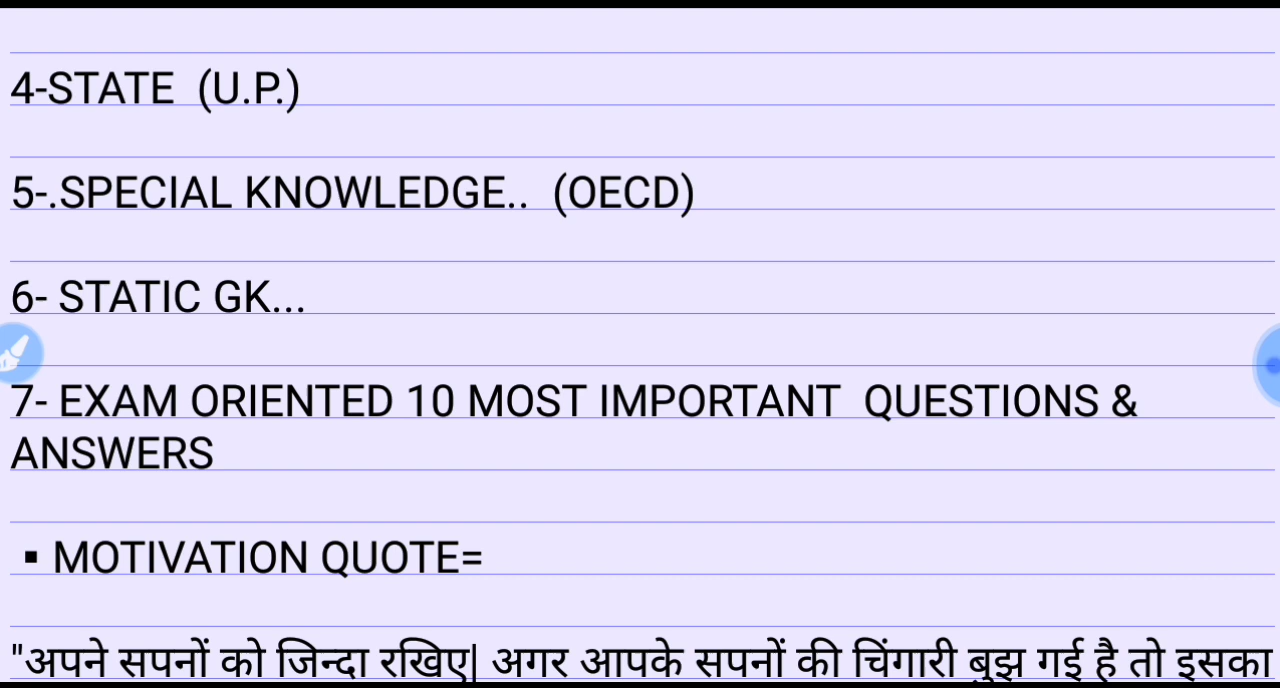 4-STATE (U.P.)
5-.SPECIAL KNOWLEDGE.. (OECD)
6- STATIC GK...
7- EXAM ORIENTED 10 MOST IMPORTANT QUESTIONS &
ANSWERS
▪ MOTIVATION QUOTE=
"अपने सपनों को जिन्दा रखिए| अगर आपके सपनों की चिंगारी बुझ गई है तो इसका